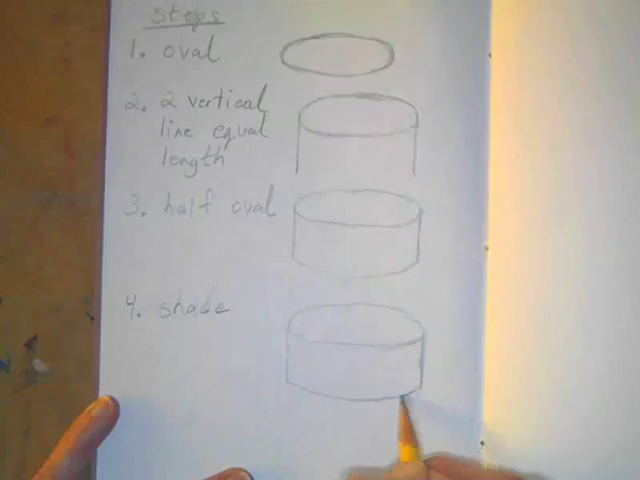 Steps
1. oval
2. 2 vertical
line equal
length
3. half oval
4. shade